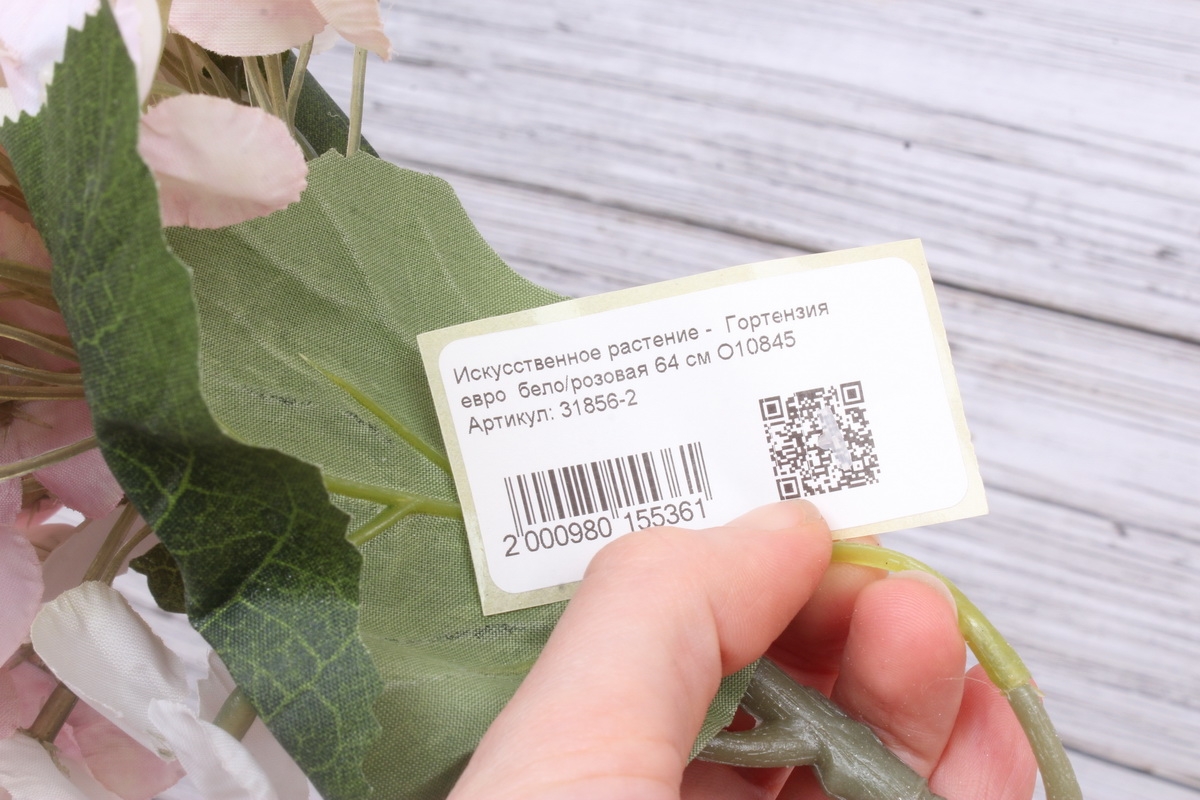 Искусственное растение - Гортензия
евро бело/розовая 64 см О10845
Артикул: 31856-2
2 000980 155361